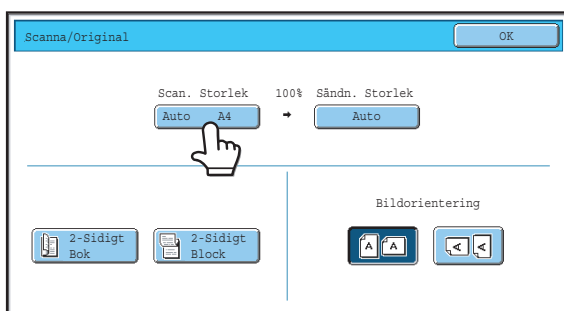 Scanna/Original
OK
Scan. Storlek 100% Sändn. Storlek
Auto A4 → Auto
Bildorientering
2-Sidigt
Bok
2-Sidigt
Block
A A A A